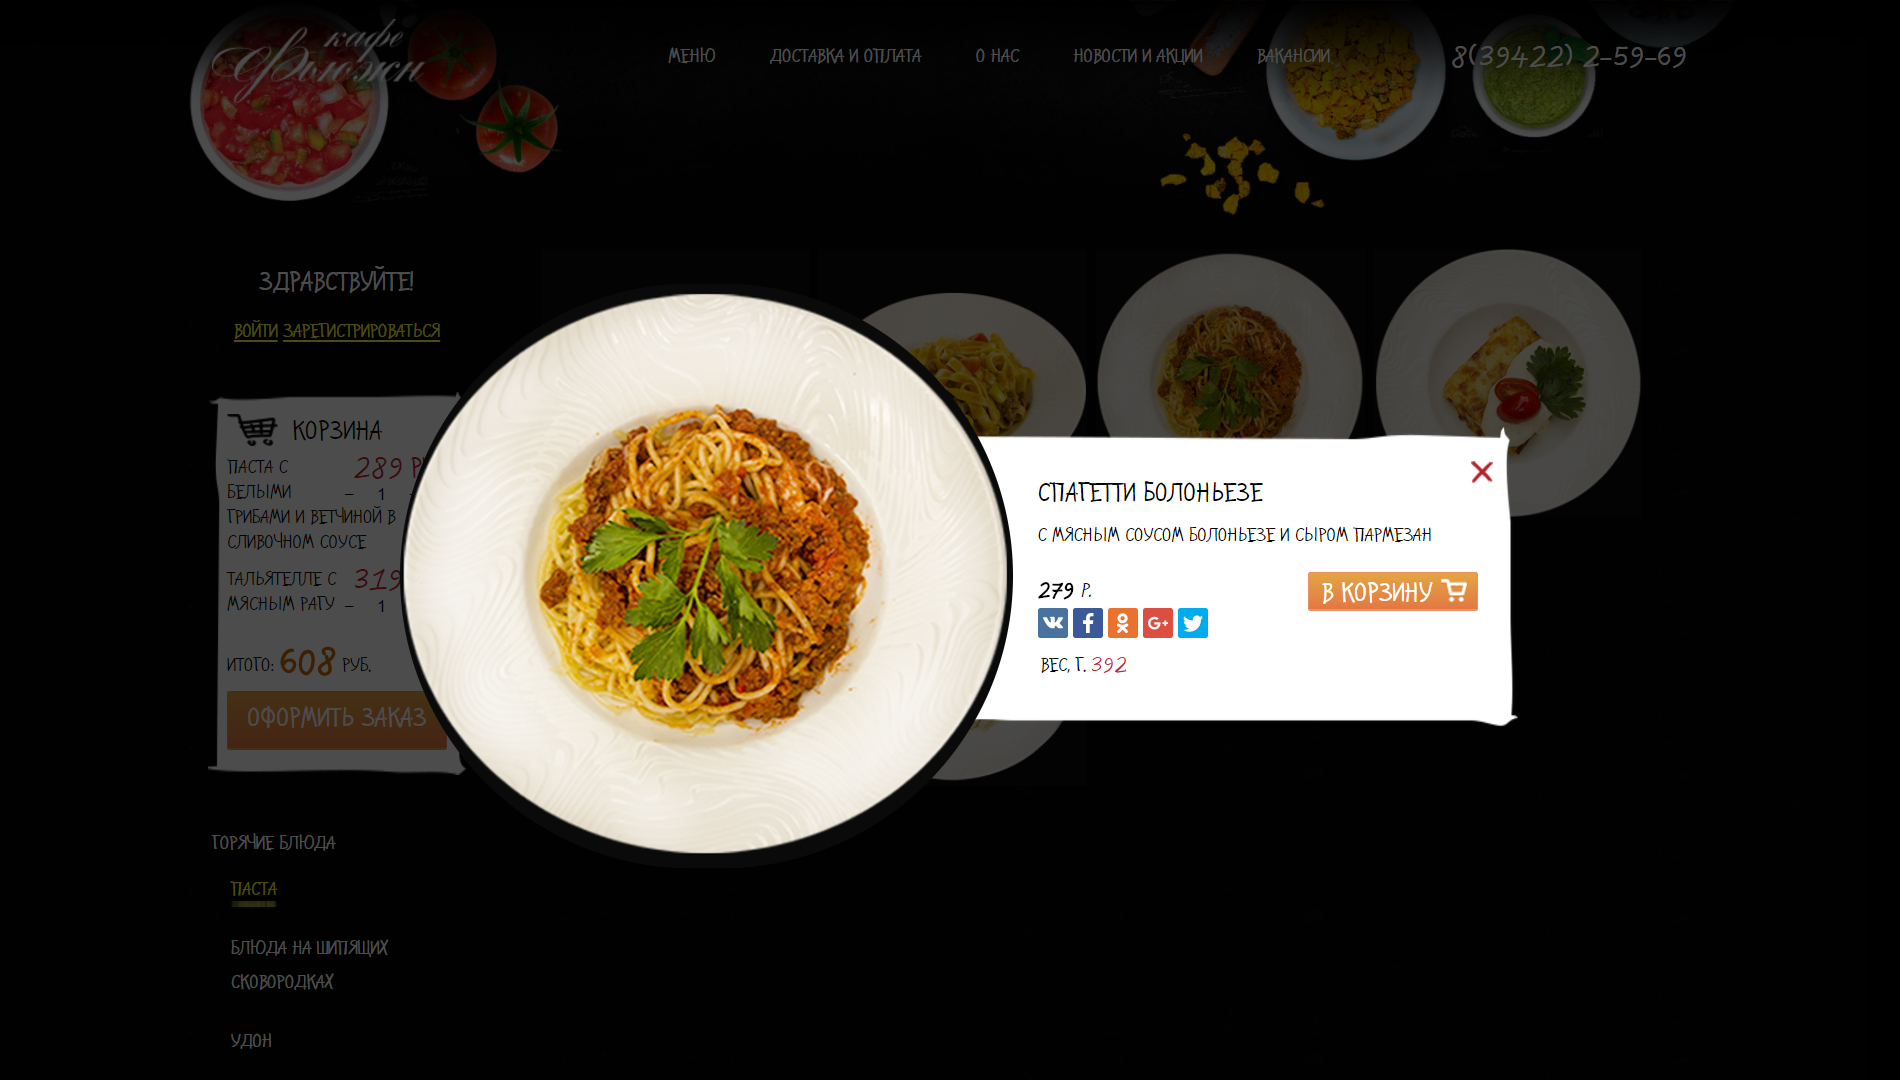 кафе
Фьюжн
МЕНЮ
ДОСТАВКА И ОПЛАТА
О НАС
НОВОСТИ И АКЦИИ
ВАКАНСИИ
8(39422) 2-59-69
ЗДРАВСТВУЙТЕ!
ВОЙТИ ЗАРЕГИСТРИРОВАТЬСЯ
КОРЗИНА
ПАСТА С 289
БЕЛЫМИ – 1
ГРИБАМИ И ВЕТЧИНОЙ В
СЛИВОЧНОМ СОУСЕ
ТАЛЬЯТЕЛЛЕ С 319
МЯСНЫМ РАГУ – 1
ИТОГО: 608 РУБ.
ОФОРМИТЬ ЗАКАЗ
СПАГЕТТИ БОЛОНЬЕЗЕ
С МЯСНЫМ СОУСОМ БОЛОНЬЕЗЕ И СЫРОМ ПАРМЕЗАН
279 Р.
В КОРЗИНУ
ВЕС, Г. 392
ГОРЯЧИЕ БЛЮДА
ПАСТА
БЛЮДА НА ШИПЯЩИХ
СКОВОРОДКАХ
УДОН